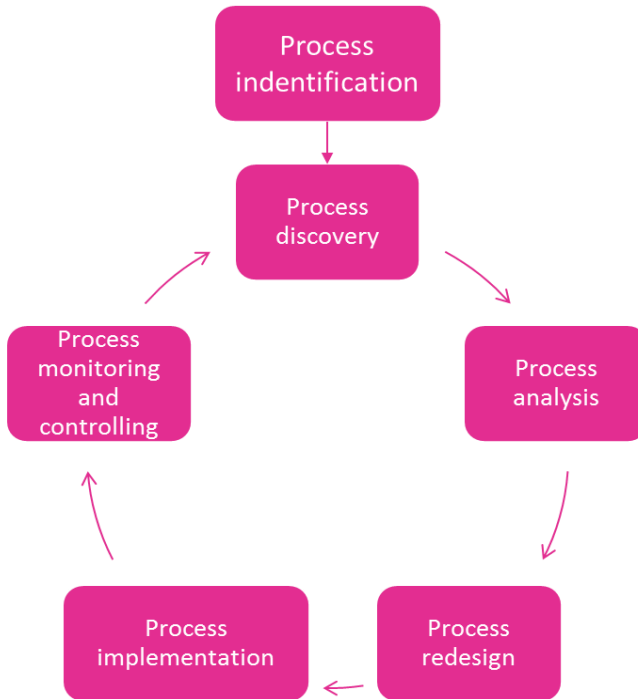 Process
indentification
Process
discovery
Process
analysis
Process
redesign
Process
implementation
Process
monitoring
and
controlling